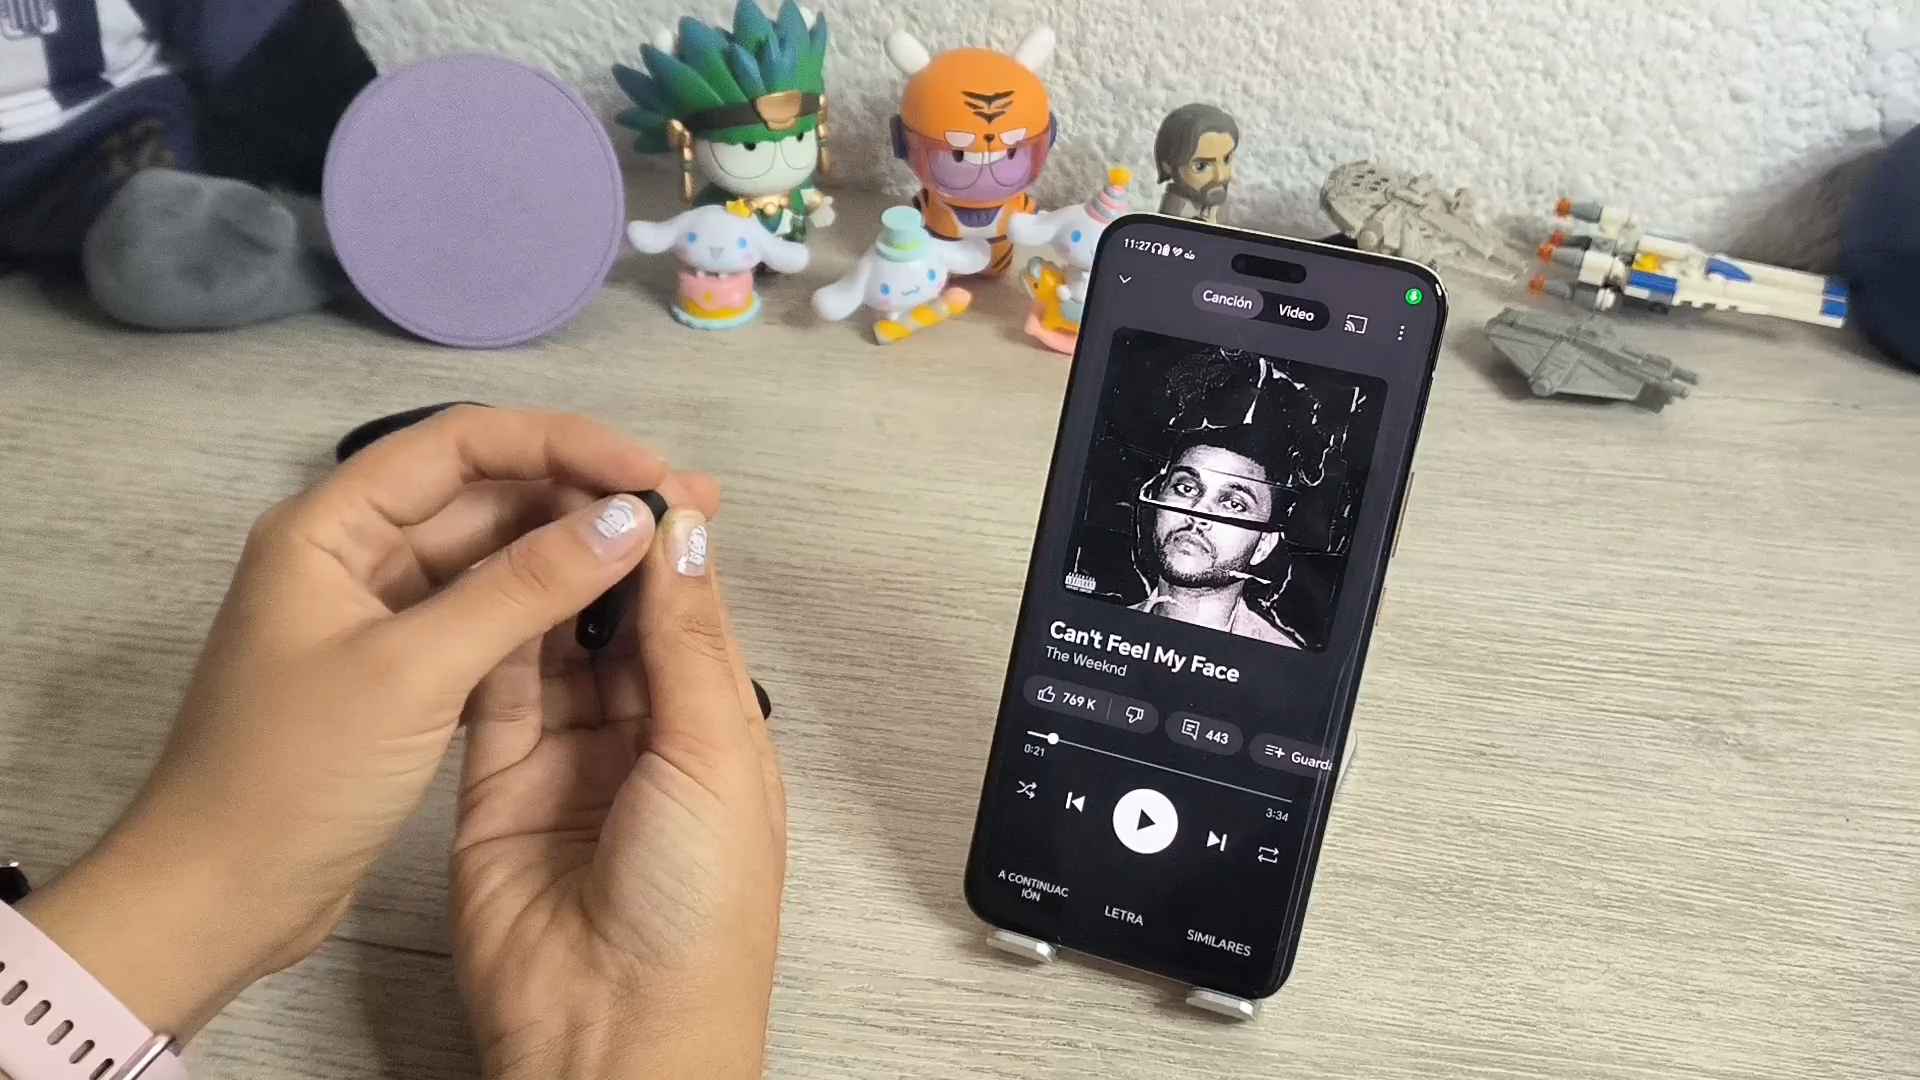 11:27
Canción Video
Can't Feel My Face
The Weeknd
769 K
443
Guarda
0:21
3:34
A CONTINUAC
IÓN
LETRA
SIMILARES